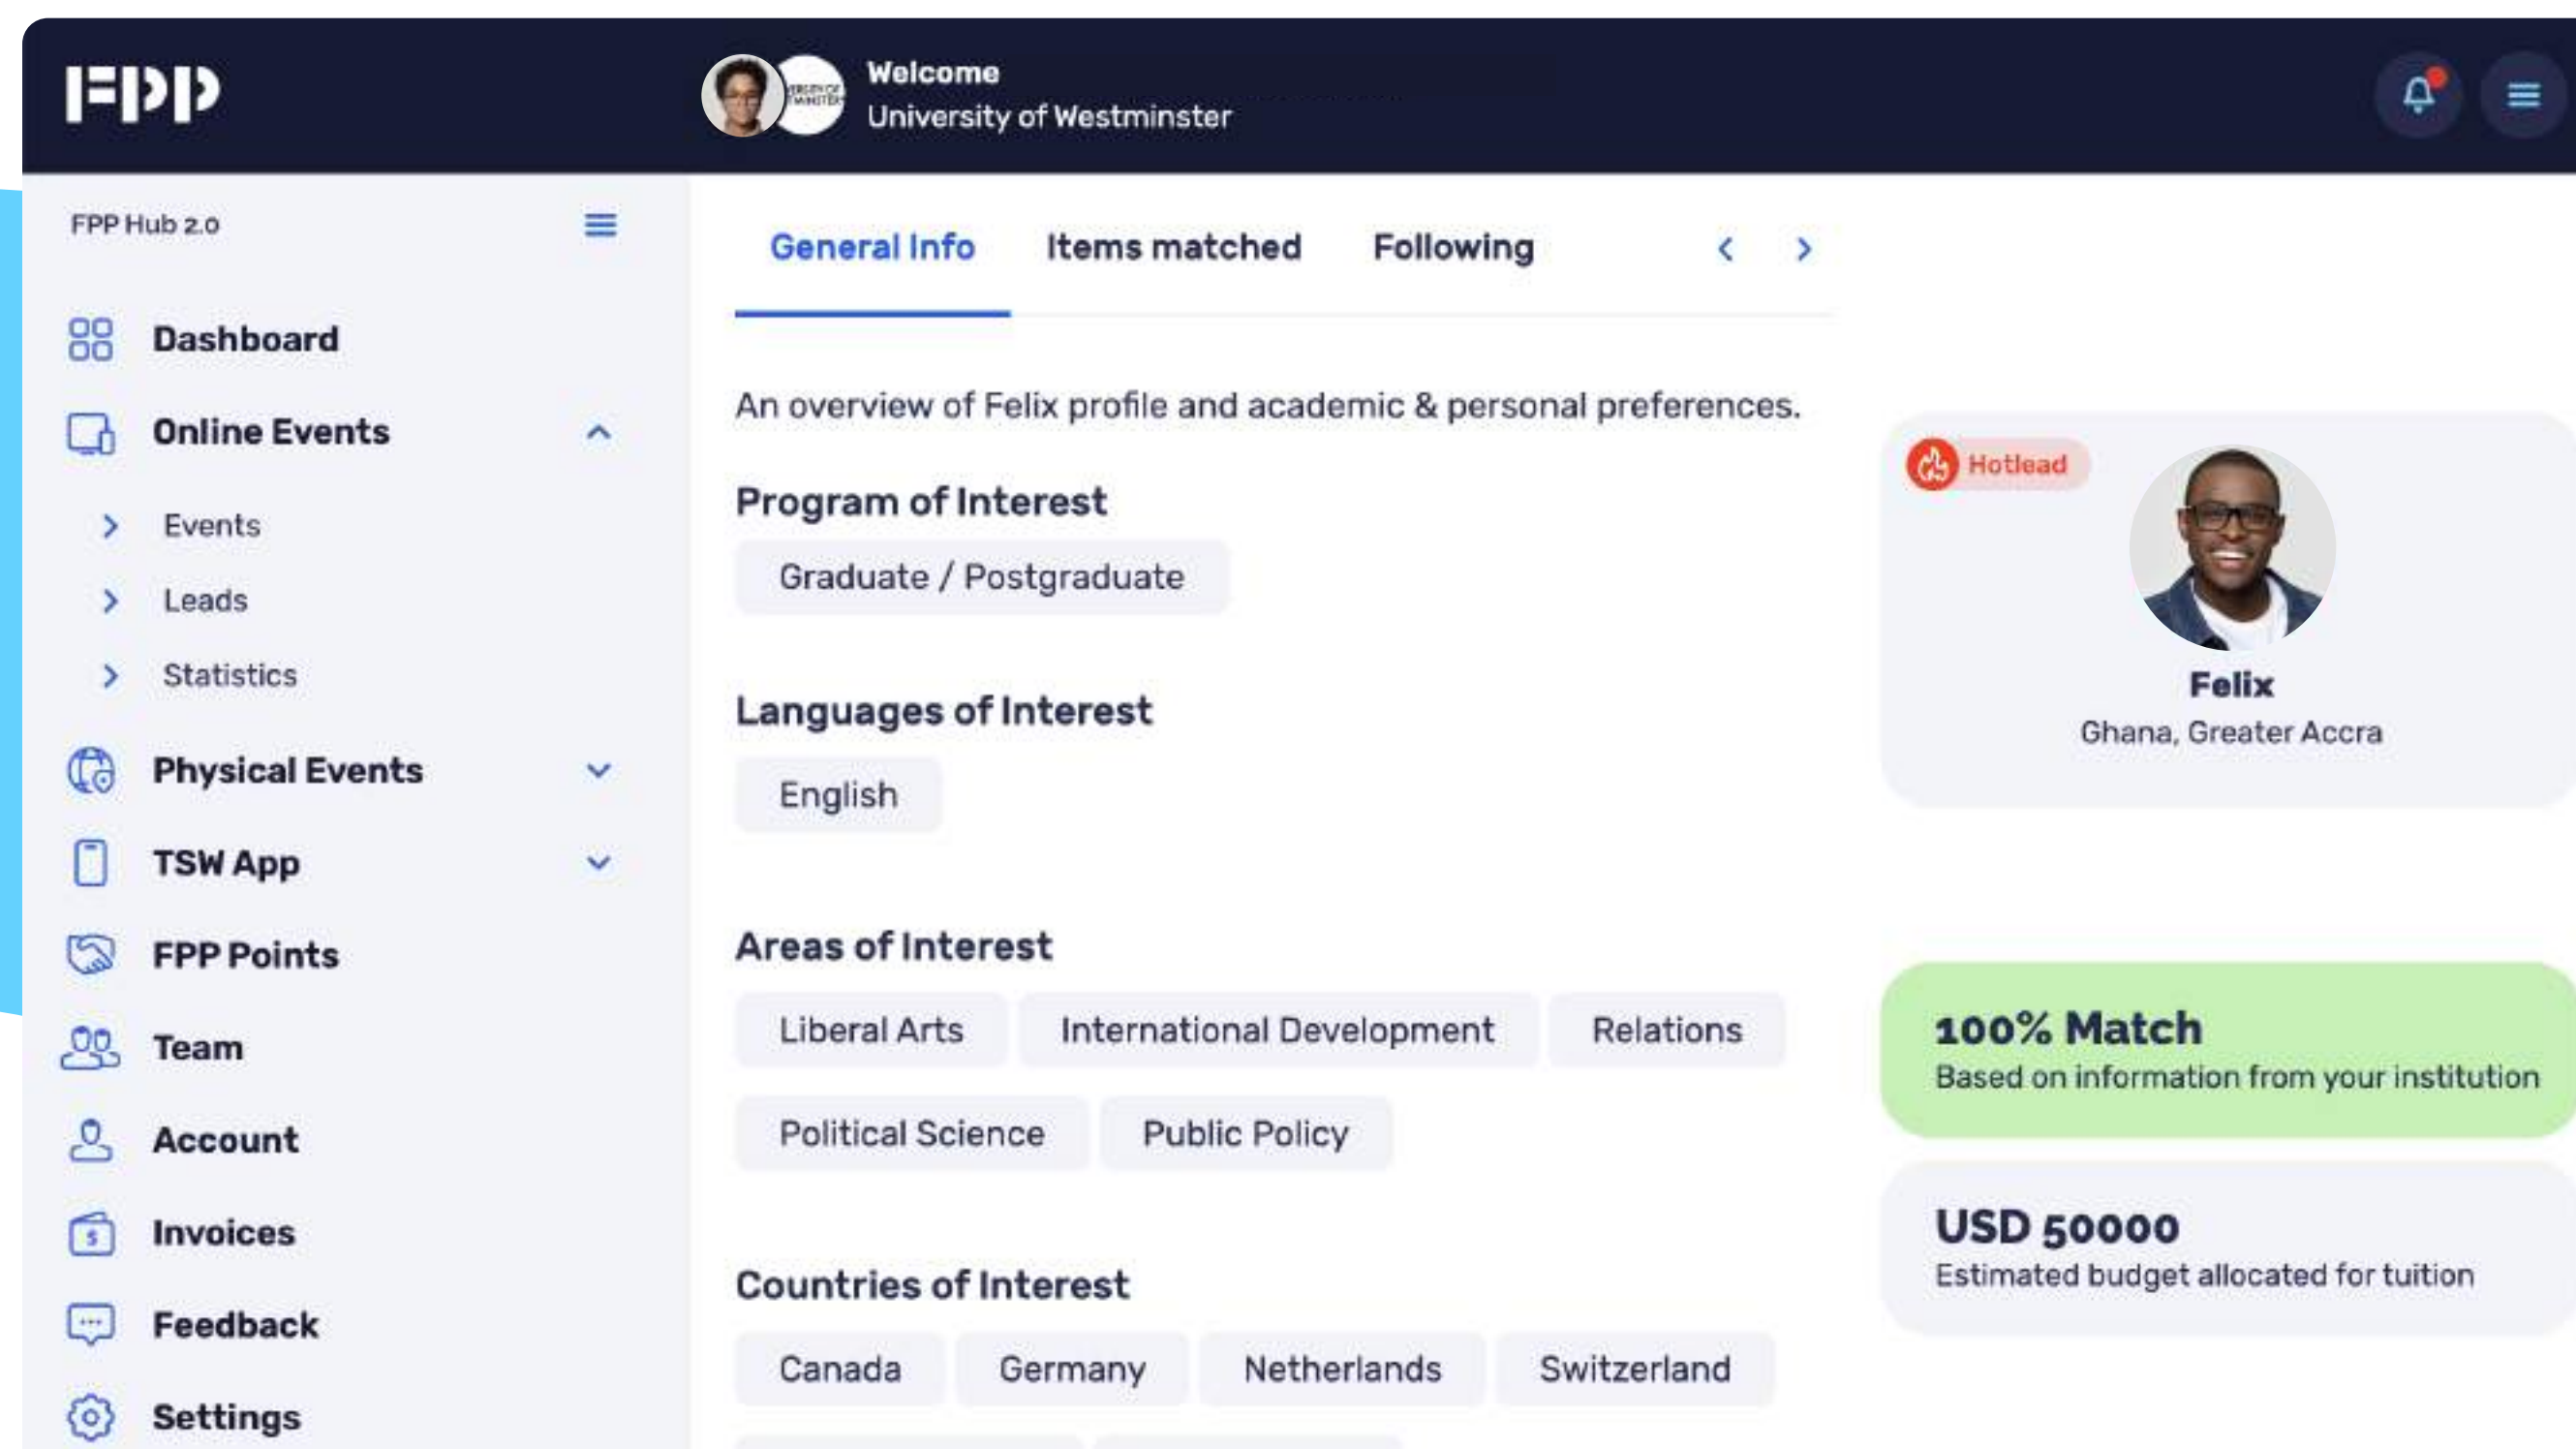 FPP
Welcome
University of Westminster
FPP Hub 2.0
Dashboard
Online Events
Events
Leads
Statistics
Physical Events
TSW App
FPP Points
Team
Account
Invoices
Feedback
Settings
General Info
Items matched
Following
An overview of Felix profile and academic & personal preferences.
Program of Interest
Graduate / Postgraduate
Languages of Interest
English
Areas of Interest
Liberal Arts
International Development
Relations
Political Science
Public Policy
Countries of Interest
Canada
Germany
Netherlands
Switzerland
Hotlead
Felix
Ghana, Greater Accra
100% Match
Based on information from your institution
USD 50000
Estimated budget allocated for tuition